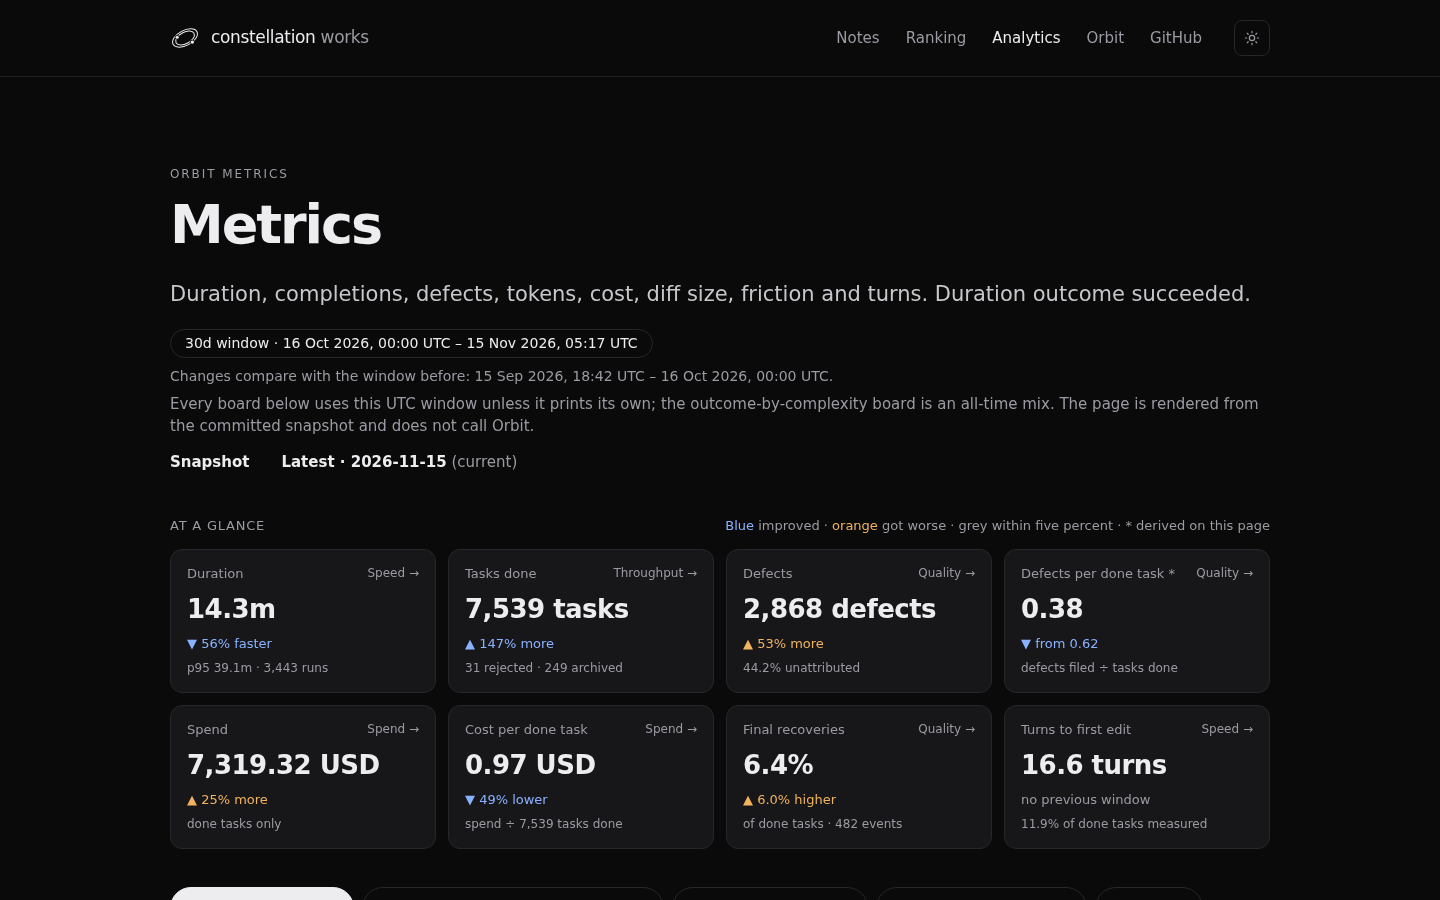 constellation works
Notes Ranking Analytics Orbit GitHub
ORBIT METRICS
Metrics
Duration, completions, defects, tokens, cost, diff size, friction and turns. Duration outcome succeeded.
30d window · 16 Oct 2026, 00:00 UTC – 15 Nov 2026, 05:17 UTC
Changes compare with the window before: 15 Sep 2026, 18:42 UTC – 16 Oct 2026, 00:00 UTC.
Every board below uses this UTC window unless it prints its own; the outcome-by-complexity board is an all-time mix. The page is rendered from
the committed snapshot and does not call Orbit.
Snapshot Latest · 2026-11-15 (current)
AT A GLANCE
Blue improved · orange got worse · grey within five percent · * derived on this page
Duration Speed →
14.3m
▼ 56% faster
p95 39.1m · 3,443 runs
Tasks done Throughput →
7,539 tasks
▲ 147% more
31 rejected · 249 archived
Defects Quality →
2,868 defects
▲ 53% more
44.2% unattributed
Defects per done task * Quality →
0.38
▼ from 0.62
defects filed ÷ tasks done
Spend Spend →
7,319.32 USD
▲ 25% more
done tasks only
Cost per done task Spend →
0.97 USD
▼ 49% lower
spend ÷ 7,539 tasks done
Final recoveries Quality →
6.4%
▲ 6.0% higher
of done tasks · 482 events
Turns to first edit Speed →
16.6 turns
no previous window
11.9% of done tasks measured